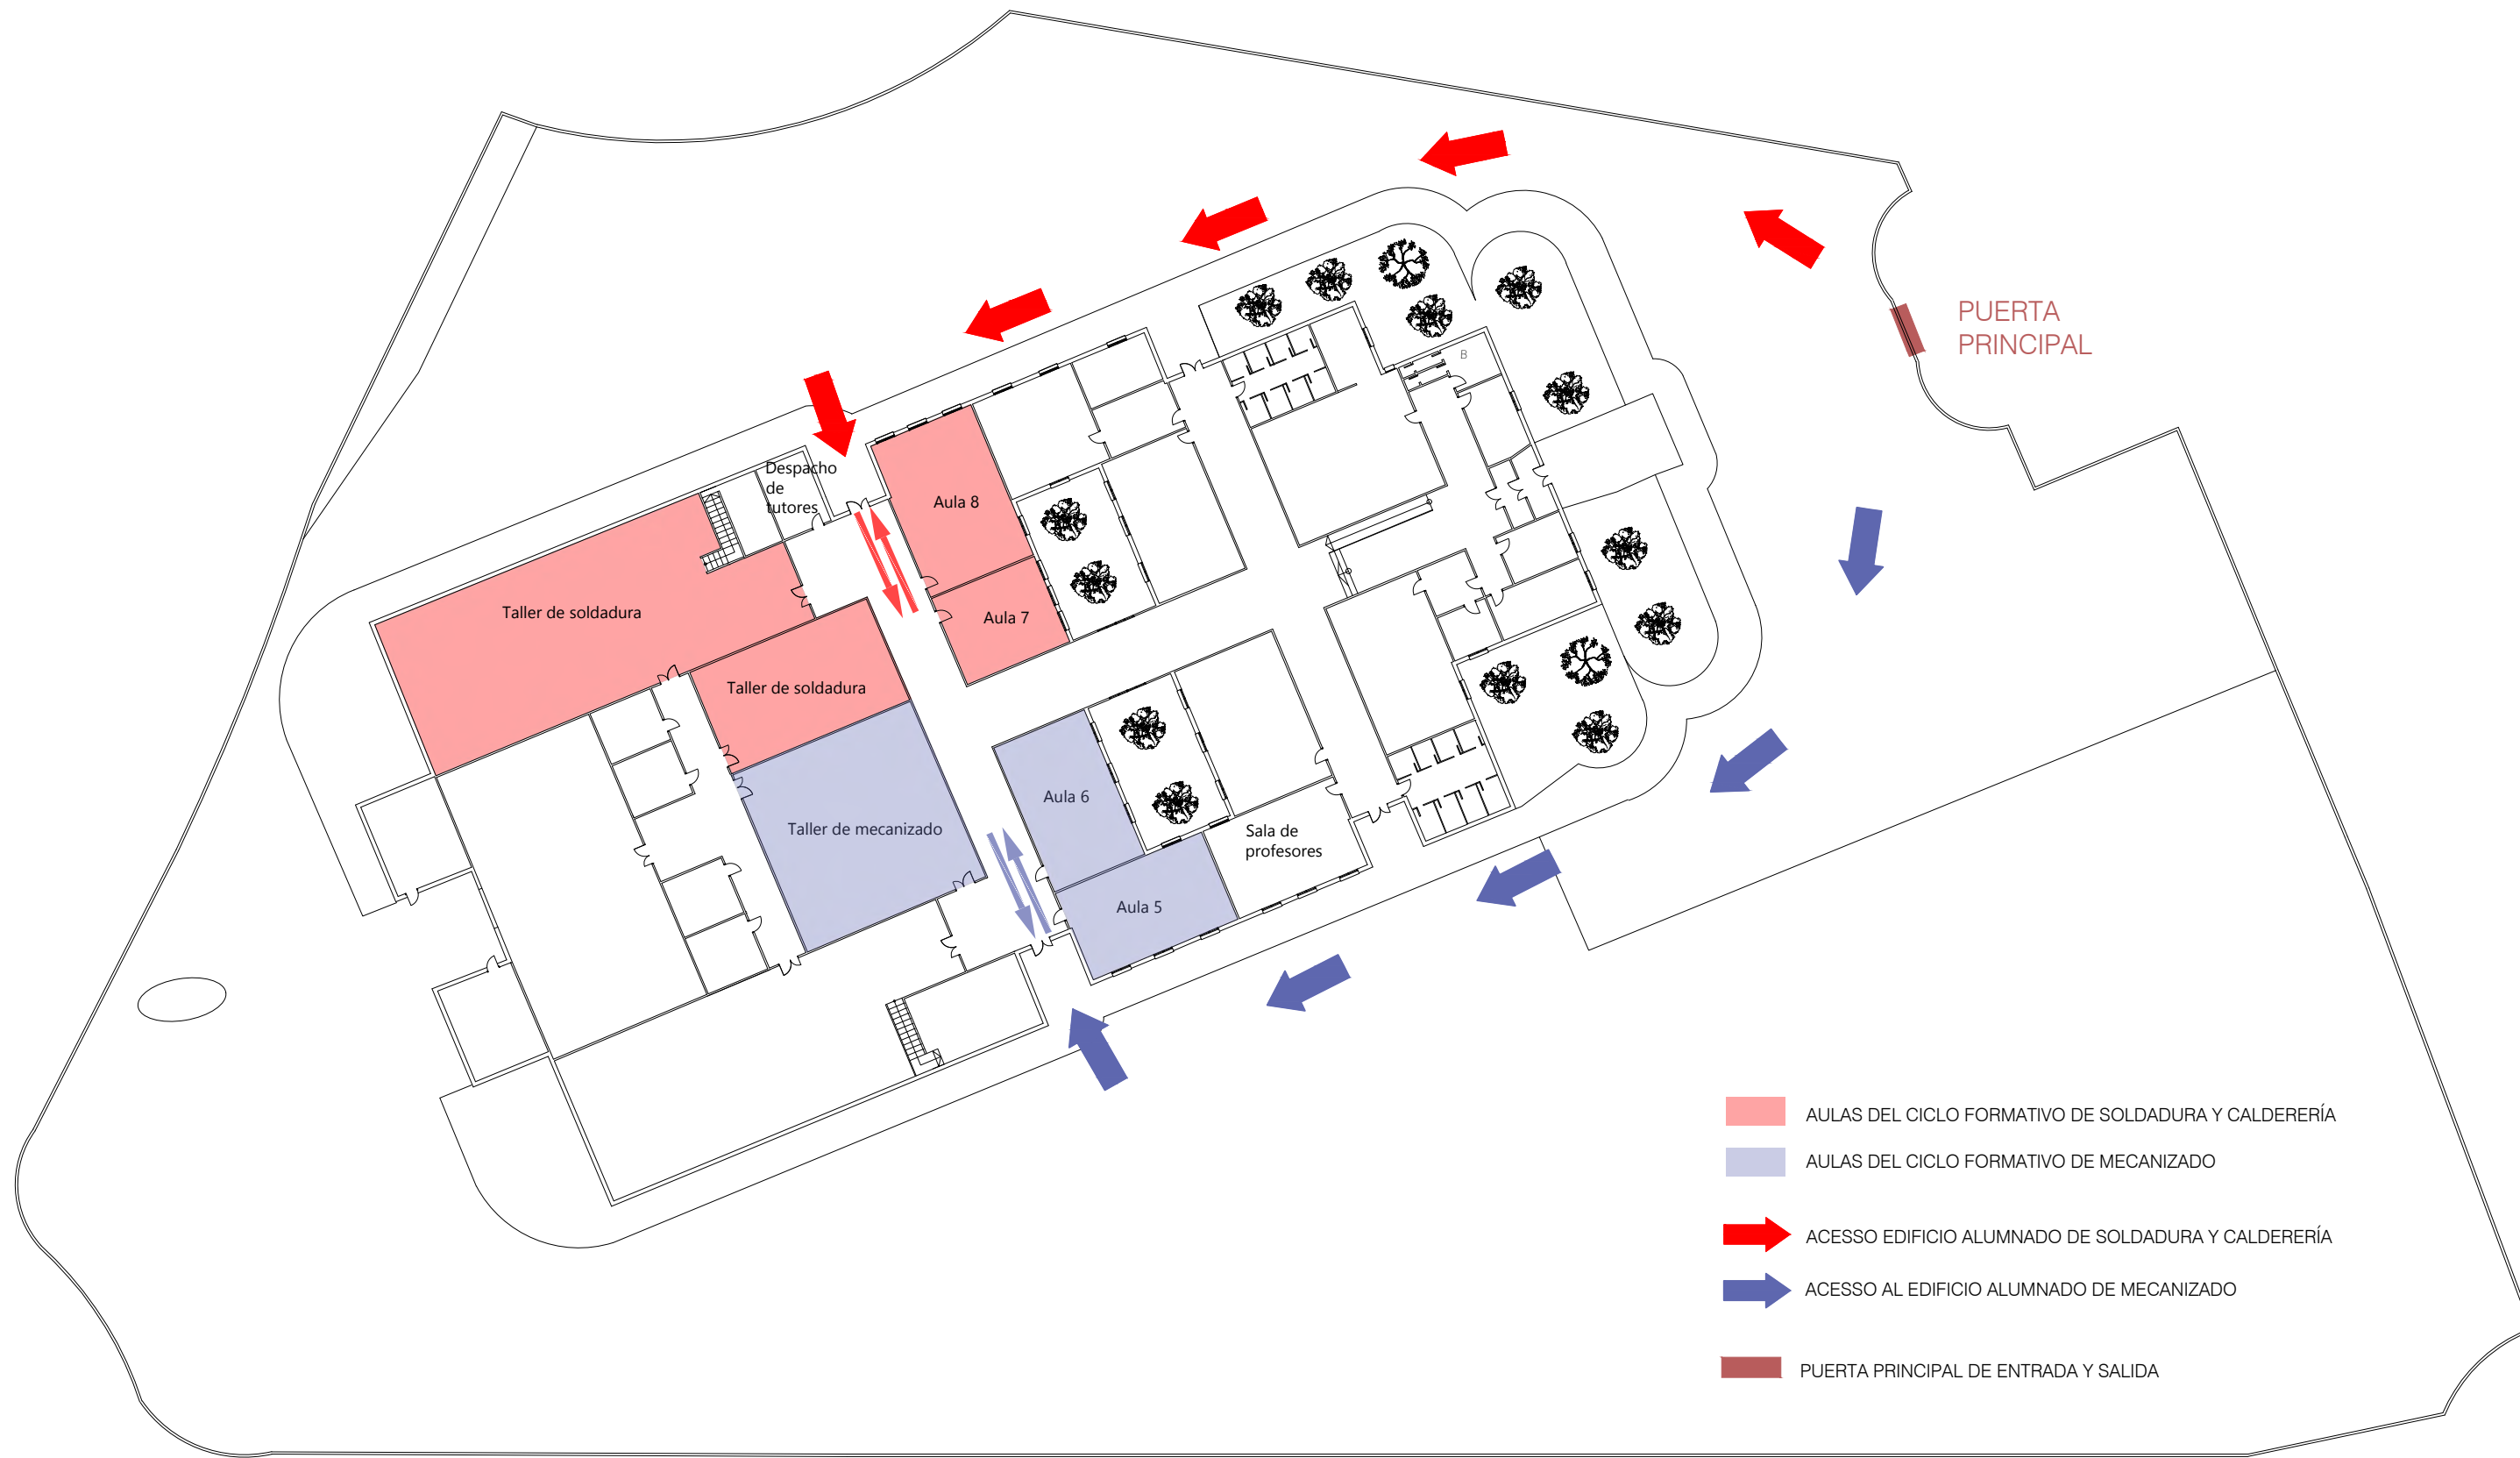 PUERTA
PRINCIPAL
B
Despacho
de
tutores
Aula 8
Taller de soldadura
Aula 7
Taller de soldadura
Aula 6
Taller de mecanizado
Sala de
profesores
Aula 5
AULAS DEL CICLO FORMATIVO DE SOLDADURA Y CALDERERÍA
AULAS DEL CICLO FORMATIVO DE MECANIZADO
ACESSO EDIFICIO ALUMNADO DE SOLDADURA Y CALDERERÍA
ACESSO AL EDIFICIO ALUMNADO DE MECANIZADO
PUERTA PRINCIPAL DE ENTRADA Y SALIDA